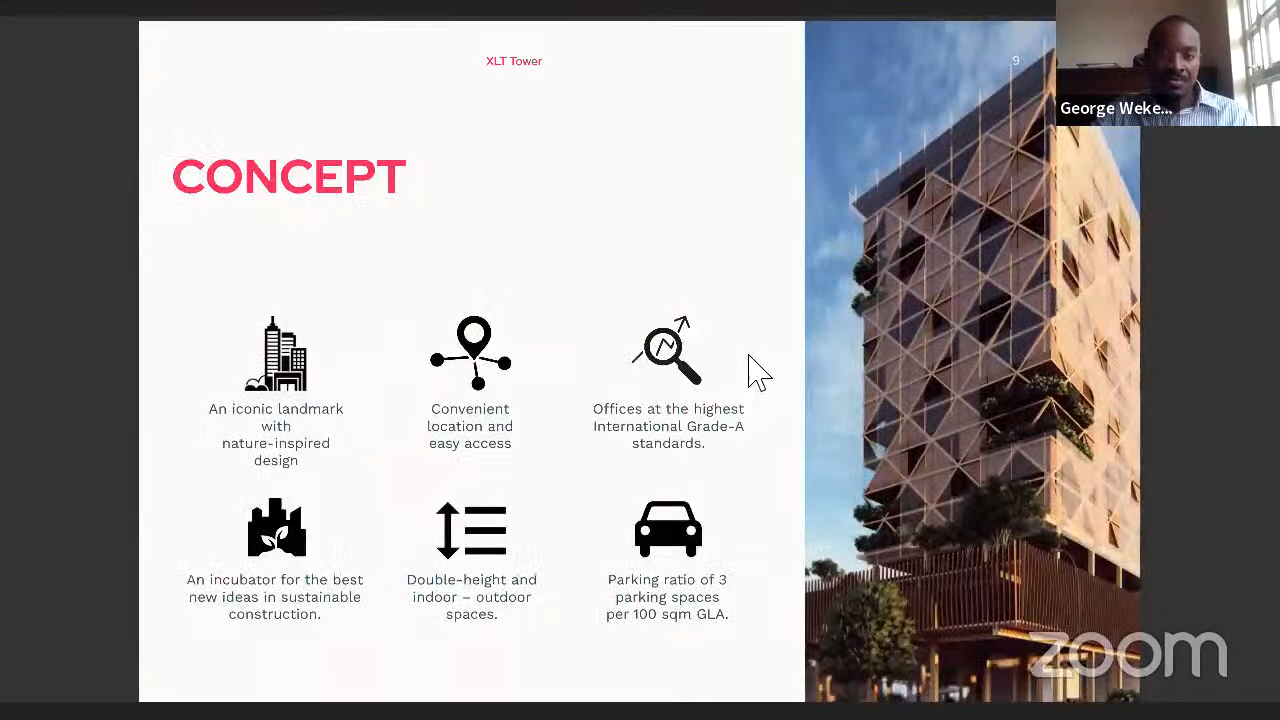 XLT Tower
9
George Weke...
CONCEPT
An iconic landmark
with
nature-inspired
design
Convenient
location and
easy access
Offices at the highest
International Grade-A
standards.
An incubator for the best
new ideas in sustainable
construction.
Double-height and
indoor – outdoor
spaces.
Parking ratio of 3
parking spaces
per 100 sqm GLA.
zoom